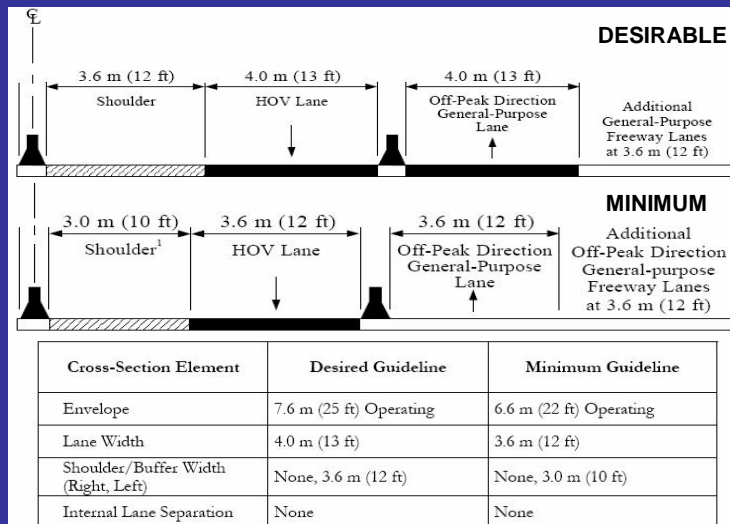 ℄
DESIRABLE
3.6 m (12 ft)
4.0 m (13 ft)
4.0 m (13 ft)
Shoulder
HOV Lane
Off-Peak Direction
General-Purpose
Lane
Additional
General-Purpose
Freeway Lanes
at 3.6 m (12 ft)
MINIMUM
3.0 m (10 ft)
3.6 m (12 ft)
3.6 m (12 ft)
Shoulder¹
HOV Lane
Off-Peak Direction
General-Purpose
Lane
Additional
Off-Peak Direction
General-purpose
Freeway Lanes
at 3.6 m (12 ft)
Cross-Section Element Desired Guideline Minimum Guideline
Envelope 7.6 m (25 ft) Operating 6.6 m (22 ft) Operating
Lane Width 4.0 m (13 ft) 3.6 m (12 ft)
Shoulder/Buffer Width
(Right, Left) None, 3.6 m (12 ft) None, 3.0 m (10 ft)
Internal Lane Separation None None